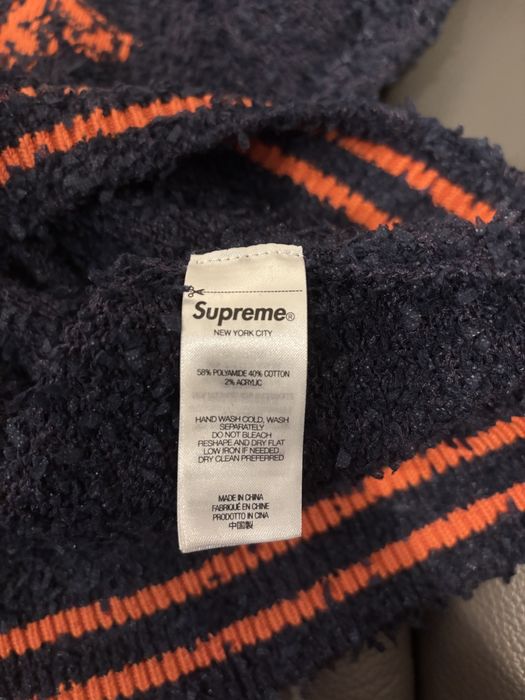 Supreme®
NEW YORK CITY
58% POLYAMIDE 40% COTTON
2% ACRYLIC
HAND WASH COLD, WASH
SEPARATELY
DO NOT BLEACH
RESHAPE AND DRY FLAT
LOW IRON IF NEEDED
DRY CLEAN PREFERRED
MADE IN CHINA
FABRIQUÉ EN CHINE
PRODOTTO IN CINA
中国製